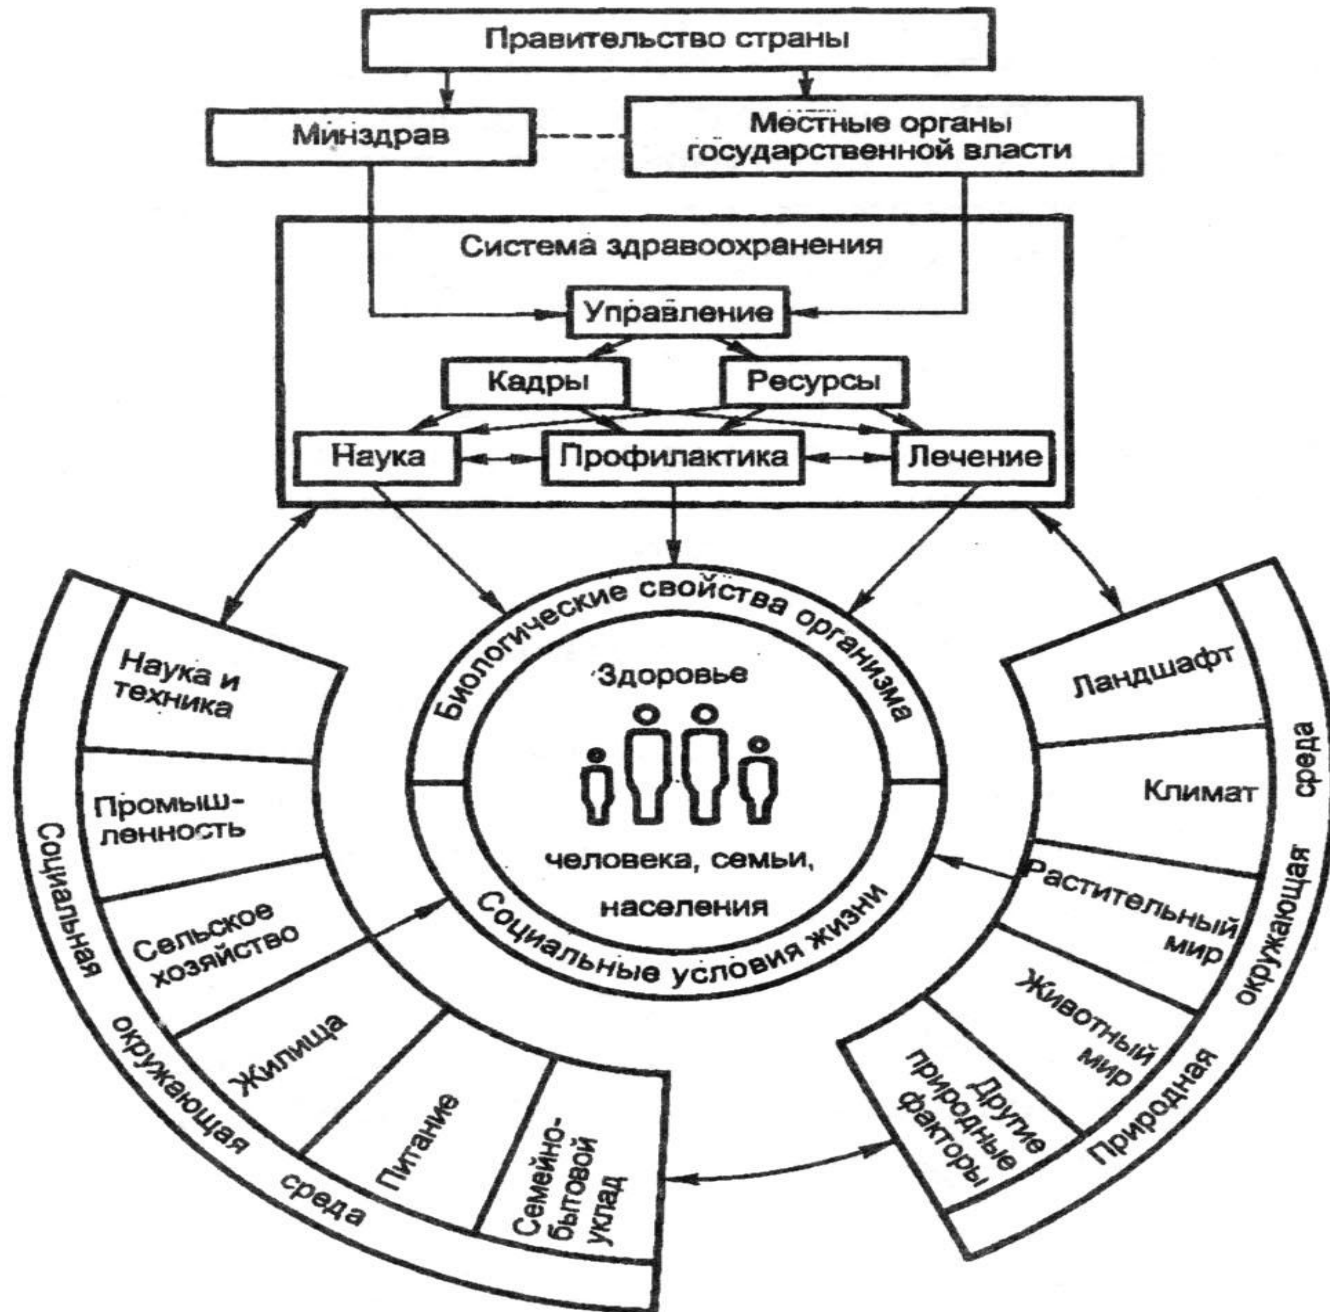 Правительство страны
Минздрав
Местные органы
государственной власти
Система здравоохранения
Управление
Кадры
Ресурсы
Наука
Профилактика
Лечение
Биологические свойства организма
Здоровье
человека, семьи,
населения
Социальные условия жизни
Наука и
техника
Промыш-
ленность
Сельское
хозяйство
Жилища
Питание
Семейно-
бытовой
уклад
Социальная окружающая среда
Ландшафт
Климат
Растительный
мир
Животный
мир
Другие
природные
факторы
Природная окружающая среда